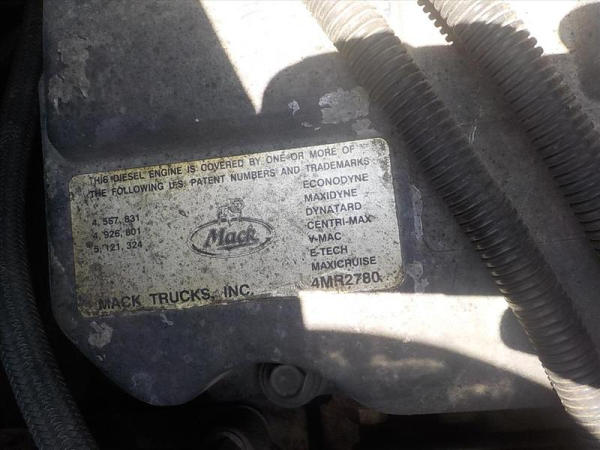 THIS DIESEL ENGINE IS COVERED BY ONE OR MORE OF
THE FOLLOWING U.S. PATENT NUMBERS AND TRADEMARKS
4, 557, 831
4, 926, 801
5, 121, 324
Mack
ECONODYNE
MAXIDYNE
DYNATARD
CENTRI-MAX
V-MAC
E-TECH
MAXICRUISE
MACK TRUCKS, INC.
4MR2780